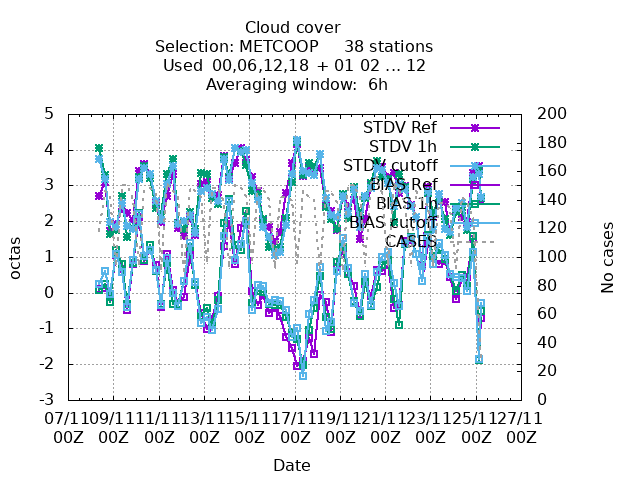 Cloud cover
Selection: METCOOP 38 stations
Used 00,06,12,18 + 01 02 ... 12
Averaging window: 6h
5 200
4 180
3 160
2 140
1 120
0 100
-1 80
-2 60
-3 40
20
0
STDV Ref
STDV 1h
STDV cutoff
BIAS Ref
BIAS 1h
BIAS cutoff
CASES
octas
No cases
07/11 09/11 11/11 13/11 15/11 17/11 19/11 21/11 23/11 25/11 27/11
00Z 00Z 00Z 00Z 00Z 00Z 00Z 00Z 00Z 00Z 00Z
Date